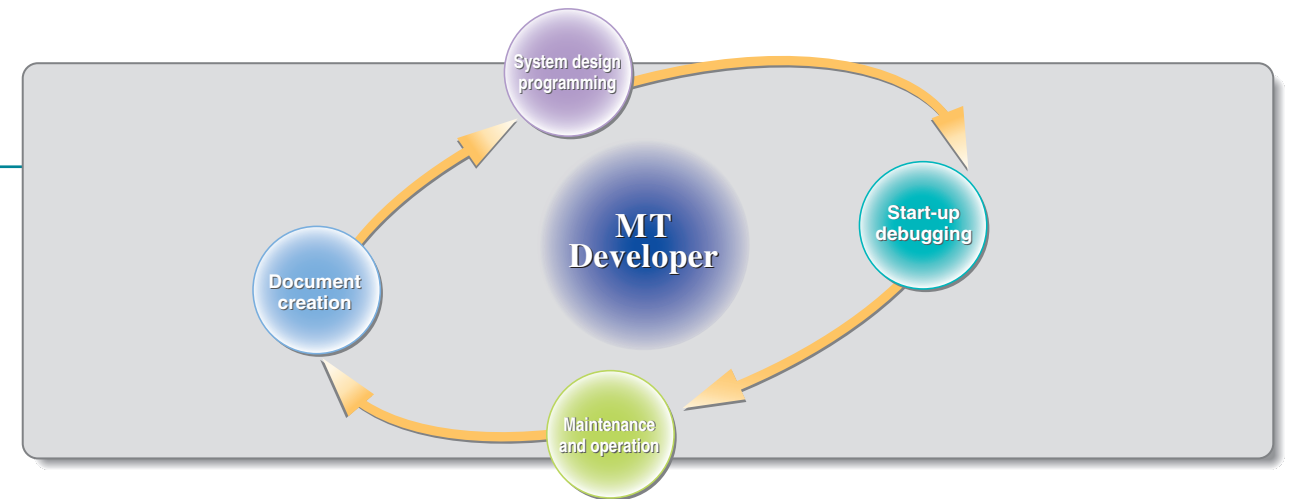 System design
programming
Start-up
debugging
MT
Developer
Document
creation
Maintenance
and operation